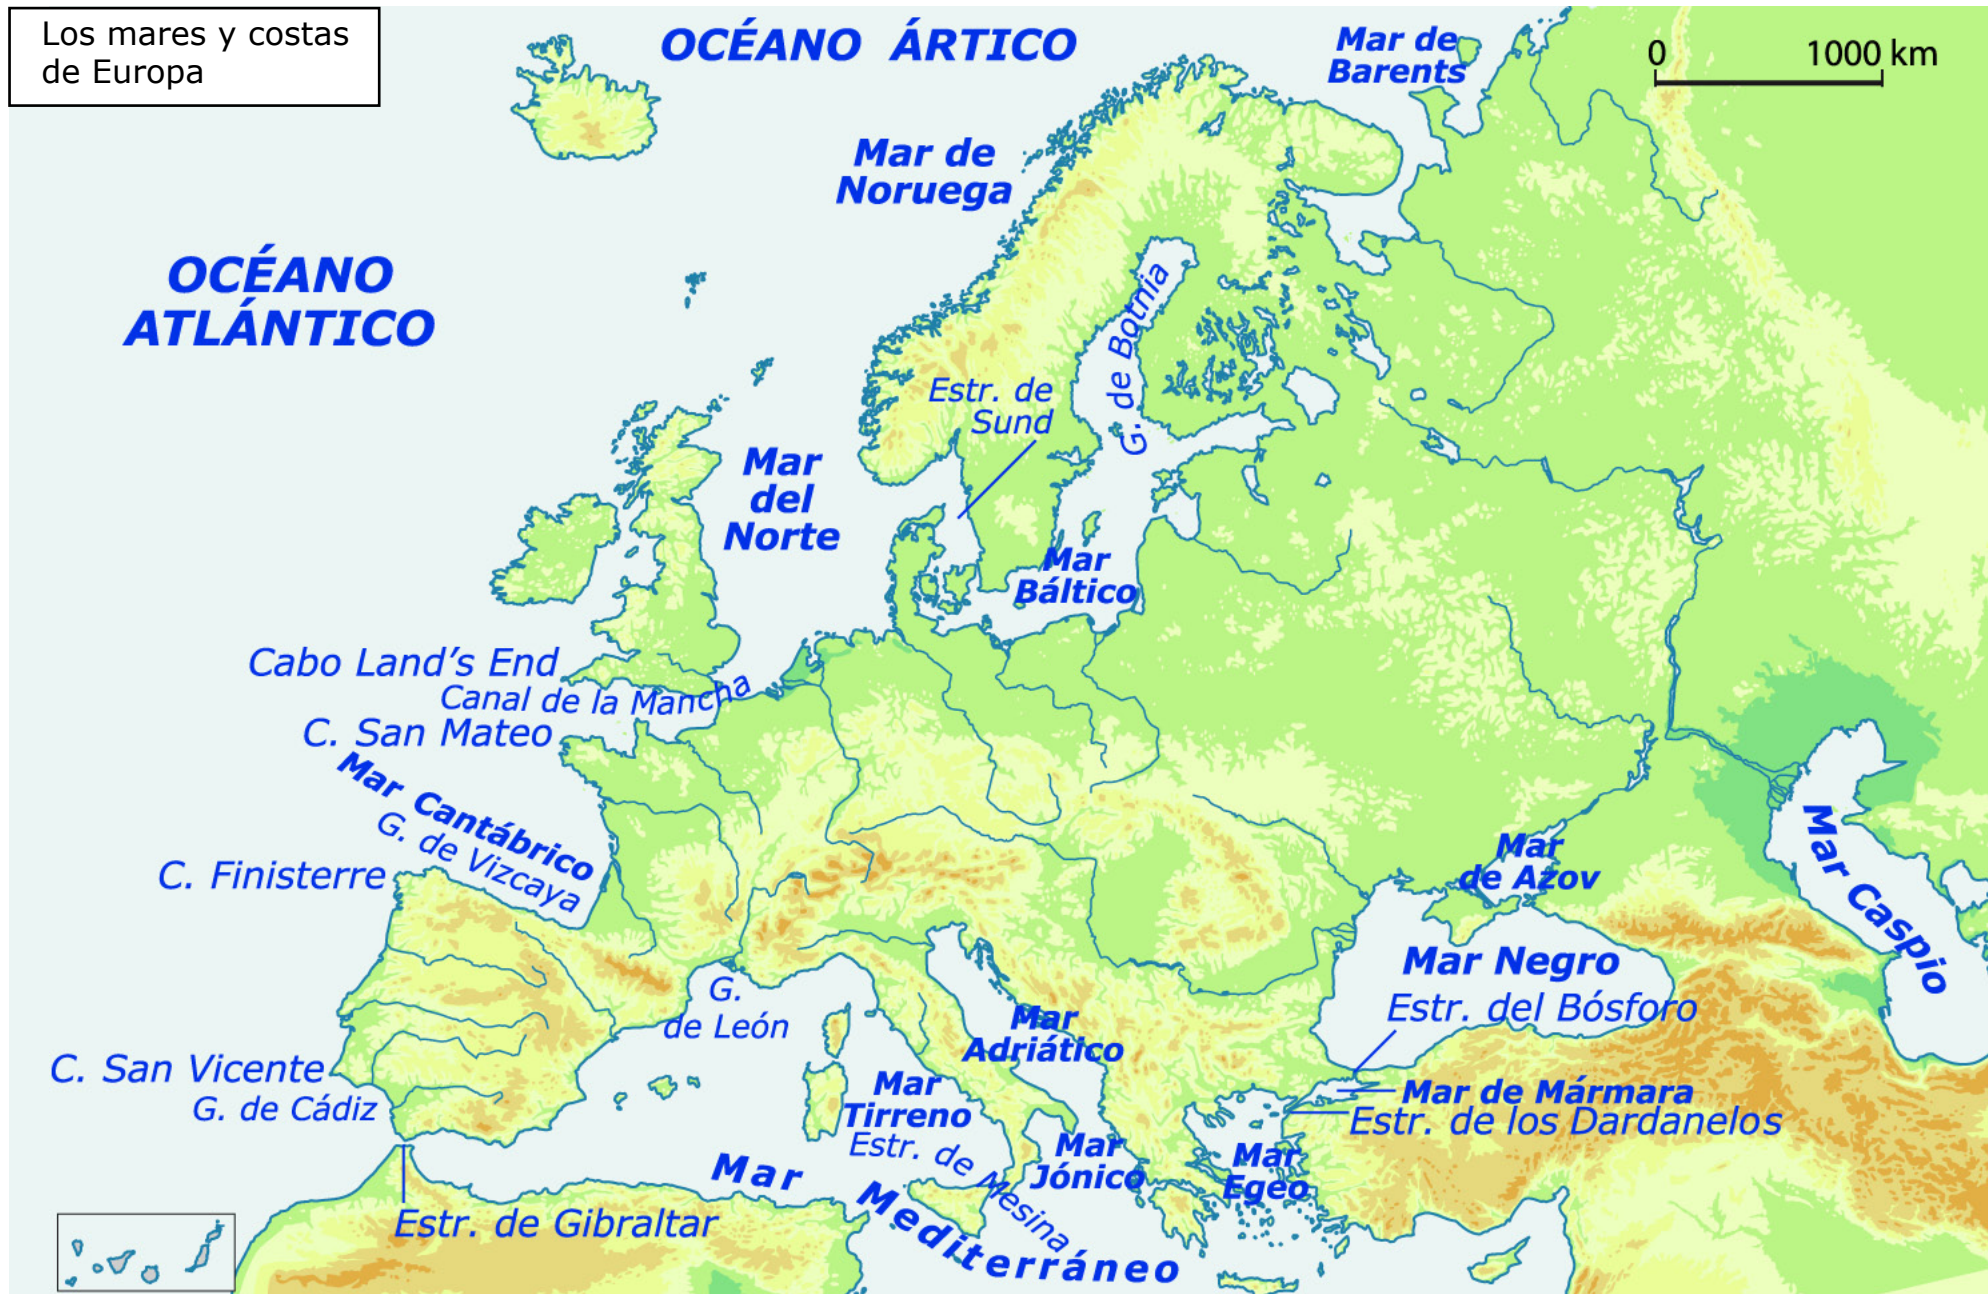 Los mares y costas
de Europa
OCÉANO ÁRTICO
Mar de
Barents
0 1000 km
Mar de
Noruega
OCÉANO
ATLÁNTICO
G. de Botnia
Estr. de
Sund
Mar
del
Norte
Mar
Báltico
Cabo Land's End
Canal de la Mancha
C. San Mateo
Mar Cantábrico
G. de Vizcaya
C. Finisterre
Mar
de Azov
Mar Caspio
Mar Negro
Estr. del Bósforo
G.
de León
Mar
Adriático
C. San Vicente
G. de Cádiz
Mar
Tirreno
Estr. de Mesina
Mar de Mármara
Estr. de los Dardanelos
Mar
Jónico
Mar
Egeo
Mar Mediterráneo
Estr. de Gibraltar